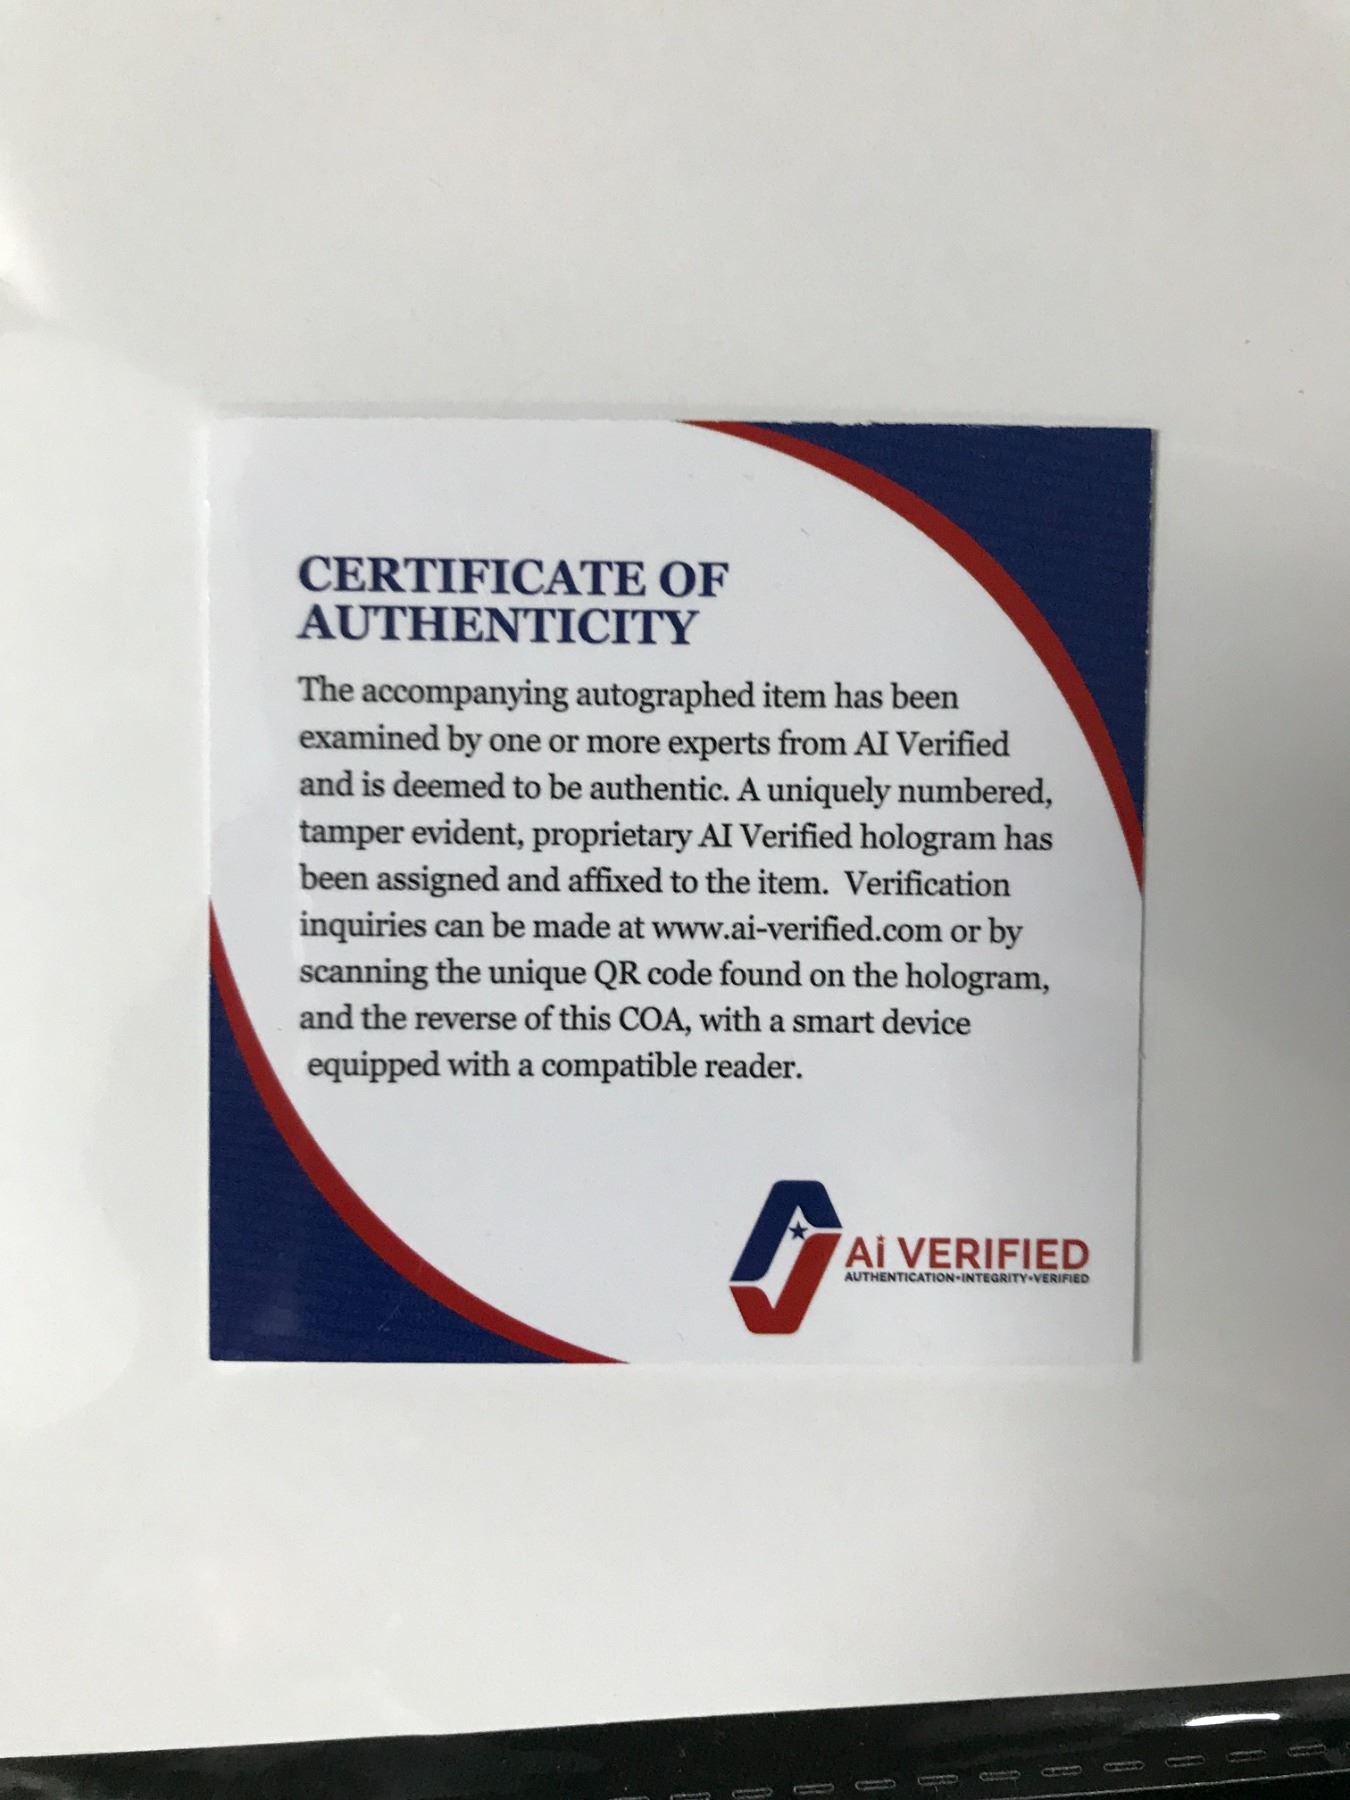 CERTIFICATE OF
AUTHENTICITY
The accompanying autographed item has been
examined by one or more experts from AI Verified
and is deemed to be authentic. A uniquely numbered,
tamper evident, proprietary AI Verified hologram has
been assigned and affixed to the item.  Verification
inquiries can be made at www.ai-verified.com or by
scanning the unique QR code found on the hologram,
and the reverse of this COA, with a smart device
equipped with a compatible reader.
Ai VERIFIED
AUTHENTICATION•INTEGRITY•VERIFIED